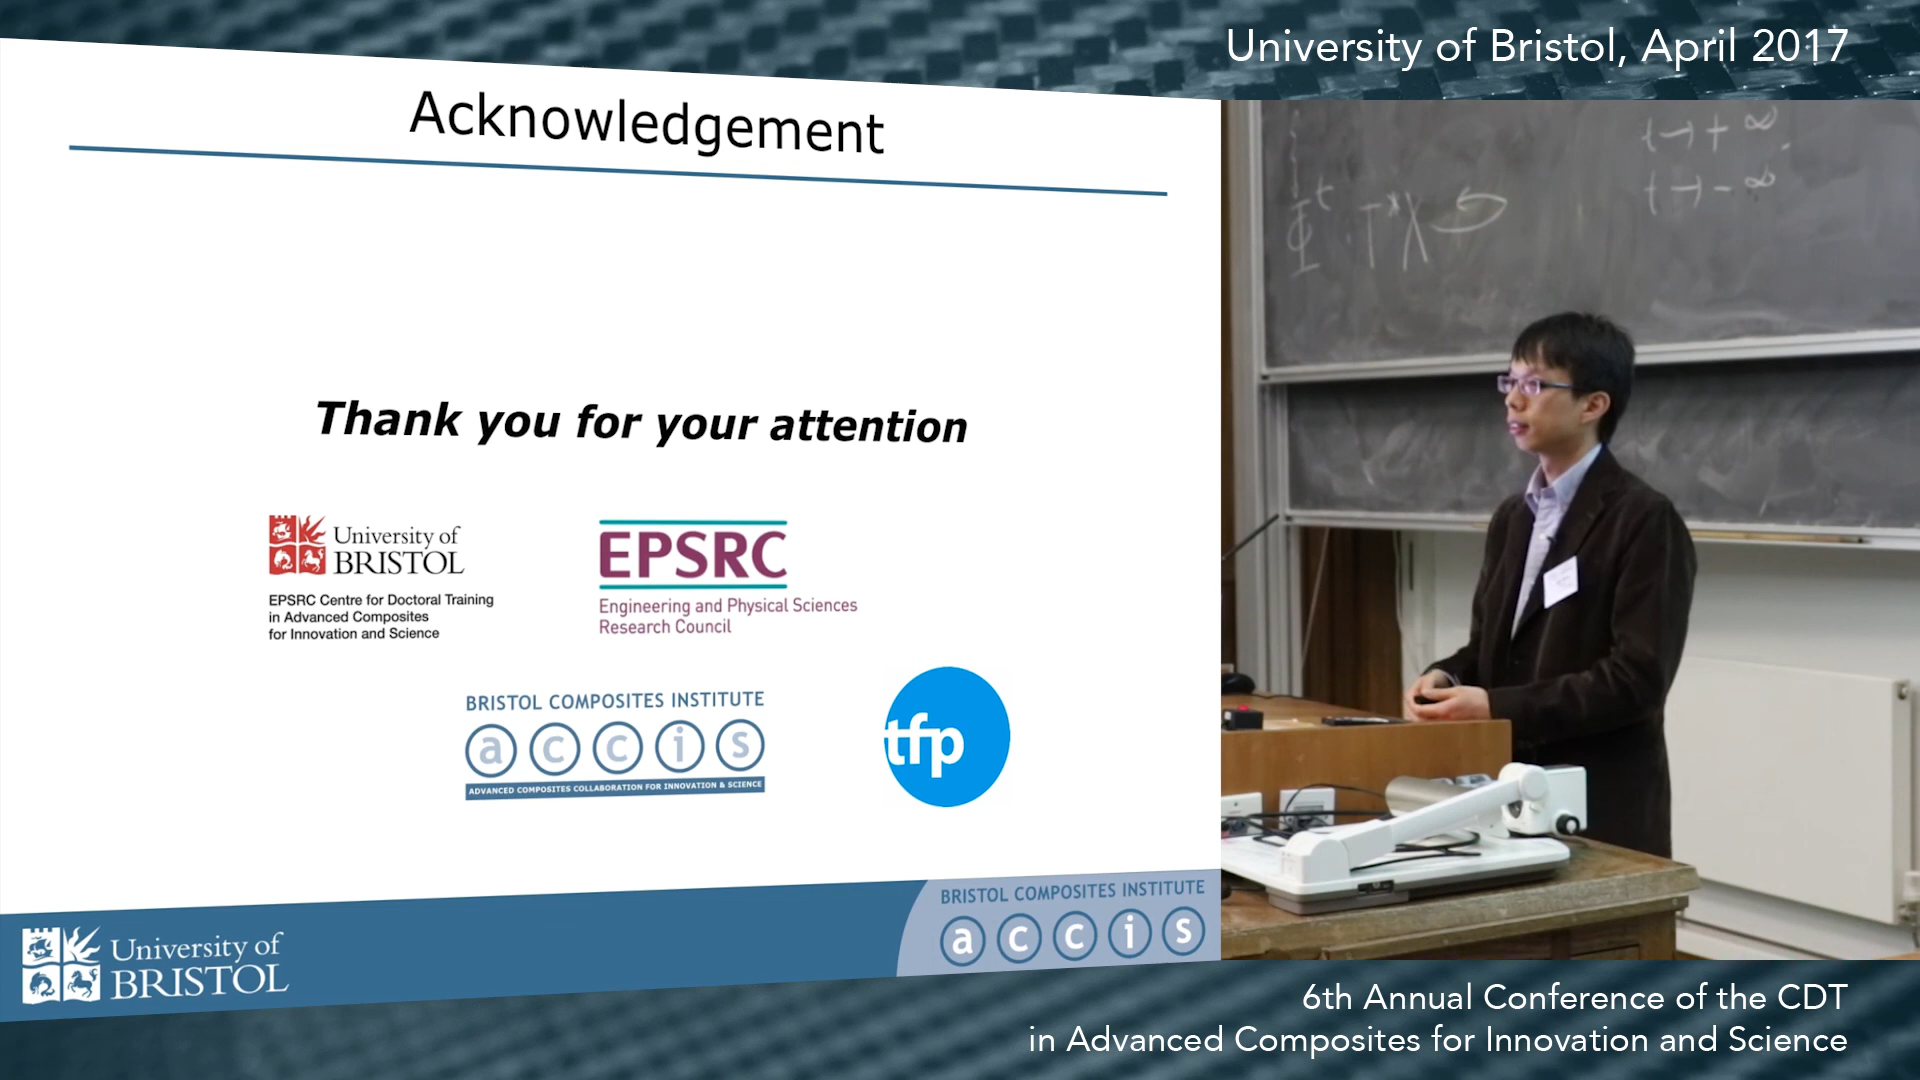 University of Bristol, April 2017
Acknowledgement
Thank you for your attention
University of
BRISTOL
EPSRC Centre for Doctoral Training
in Advanced Composites
for Innovation and Science
EPSRC
Engineering and Physical Sciences
Research Council
BRISTOL COMPOSITES INSTITUTE
accis
ADVANCED COMPOSITES COLLABORATION FOR INNOVATION & SCIENCE
tfp
University of
BRISTOL
BRISTOL COMPOSITES INSTITUTE
accis
t→+∞
t→-∞
Φᵗ: T*X
6th Annual Conference of the CDT
in Advanced Composites for Innovation and Science